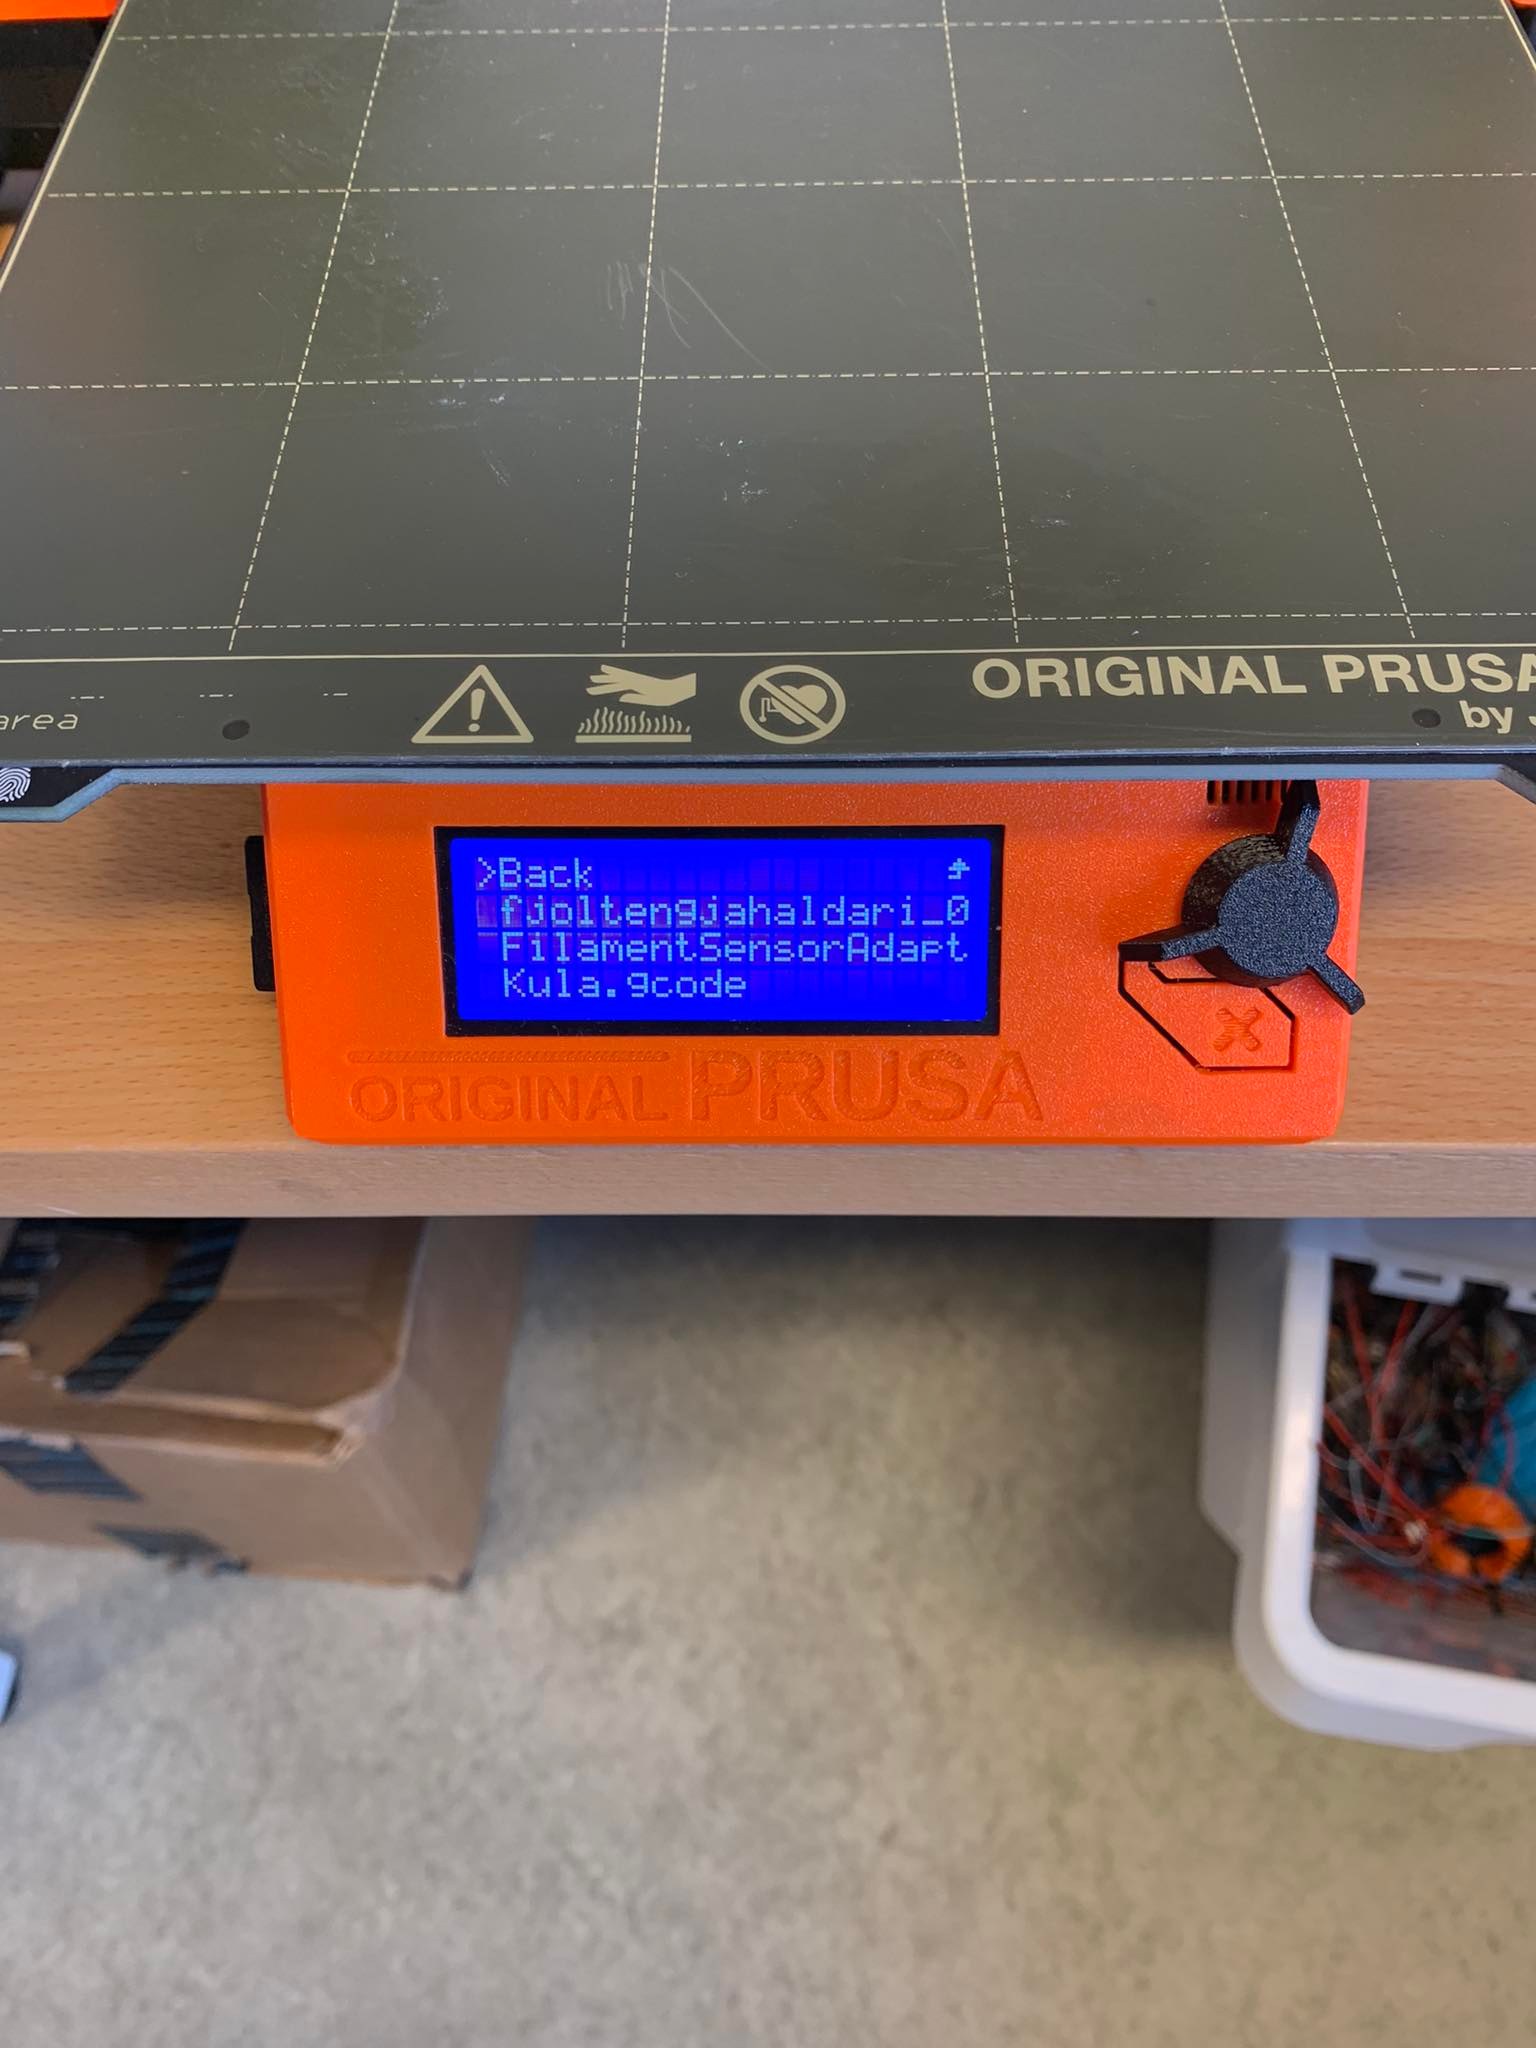 ORIGINAL PRUSA
by
area
>Back
fjoltengjahaldari_0
FilamentSensorAdapt
Kula.gcode
ORIGINAL PRUSA